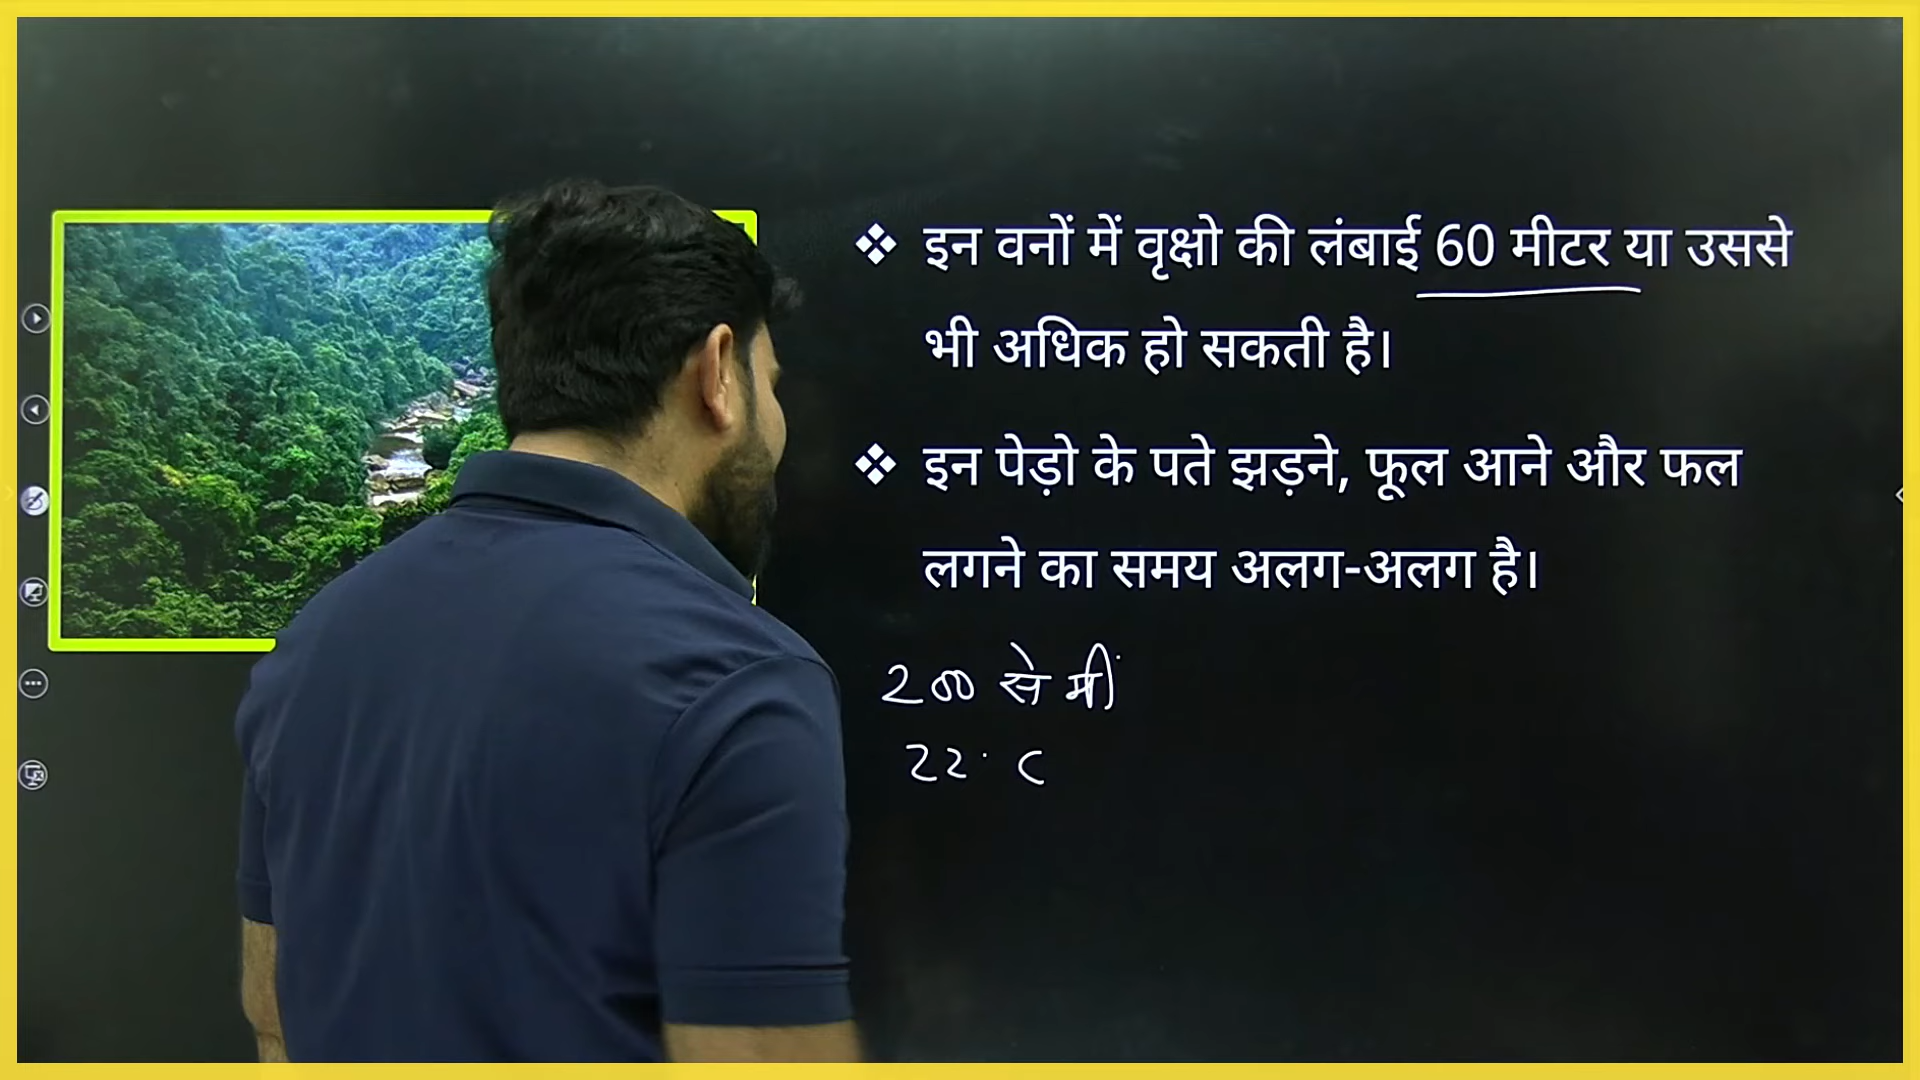 ❖ इन वनों में वृक्षो की लंबाई 60 मीटर या उससे
भी अधिक हो सकती है।
❖ इन पेड़ो के पते झड़ने, फूल आने और फल
लगने का समय अलग-अलग है।
200 से मीं
22° C